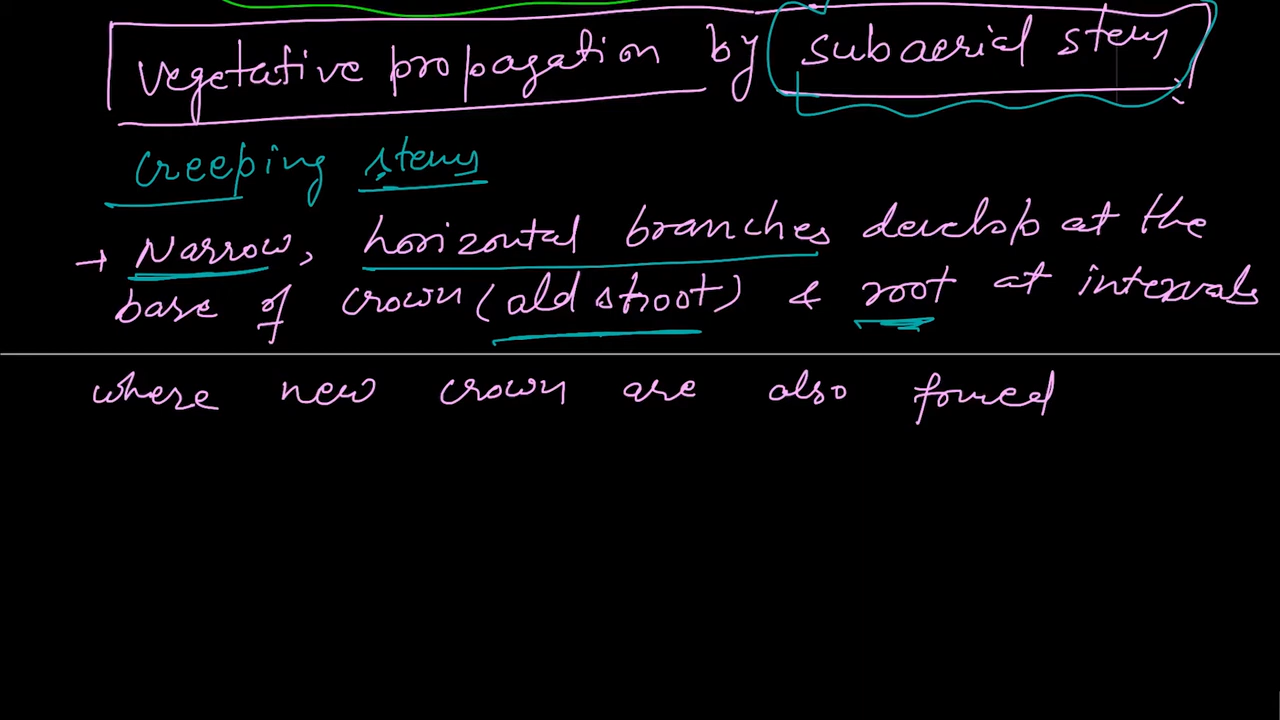 vegetative propagation by subaerial stem
creeping stems
→ Narrow, horizontal branches develop at the
base of crown (old shoot) & root at intervals
where new crown are also formed